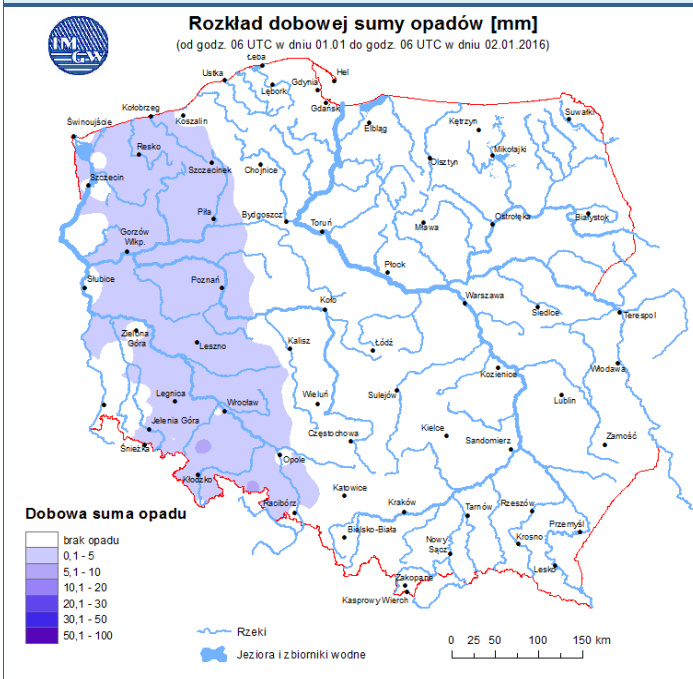 Rozkład dobowej sumy opadów [mm]
(od godz. 06 UTC w dniu 01.01 do godz. 06 UTC w dniu 02.01.2016)
IM
GW
Łeba
Ustka
Hel
Gdynia
Lębork
Gdańsk
Kołobrzeg
Koszalin
Świnoujście
Elbląg
Kętrzyn
Suwałki
Resko
Mikołajki
Szczecinek
Chojnice
Olsztyn
Szczecin
Piła
Bydgoszcz
Toruń
Ostrołęka
Białystok
Mława
Gorzów
Wlkp.
Płock
Słubice
Poznań
Koło
Warszawa
Siedlce
Terespol
Zielona
Góra
Leszno
Kalisz
Łódź
Włodawa
Kozienice
Legnica
Wrocław
Wieluń
Sulejów
Lublin
Jelenia Góra
Częstochowa
Kielce
Sandomierz
Zamość
Śnieżka
Opole
Kłodzko
Katowice
Racibórz
Kraków
Tarnów
Rzeszów
Przemyśl
Bielsko-Biała
Nowy
Sącz
Krosno
Lesko
Zakopane
Kasprowy Wierch
Dobowa suma opadu
brak opadu
0,1 - 5
5,1 - 10
10,1 - 20
20,1 - 30
30,1 - 50
50,1 - 100
Rzeki
Jeziora i zbiorniki wodne
0 25 50 100 150 km